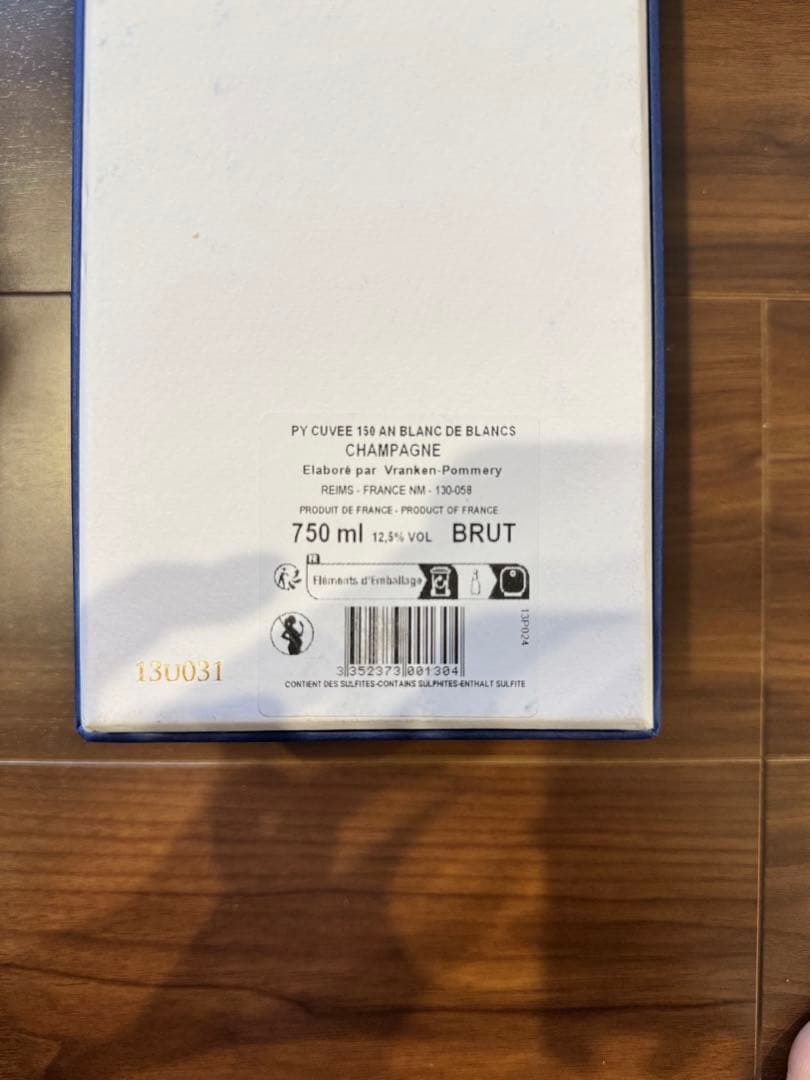 PY CUVEE 150 AN BLANC DE BLANCS
CHAMPAGNE
Elaboré par Vranken-Pommery
REIMS - FRANCE NM - 130-058
PRODUIT DE FRANCE - PRODUCT OF FRANCE
750 ml 12,5% VOL BRUT
FR
Eléments d'Emballage
13P024
3 352373 001304
130031
CONTIENT DES SULFITES-CONTAINS SULPHITES-ENTHALT SULFITE